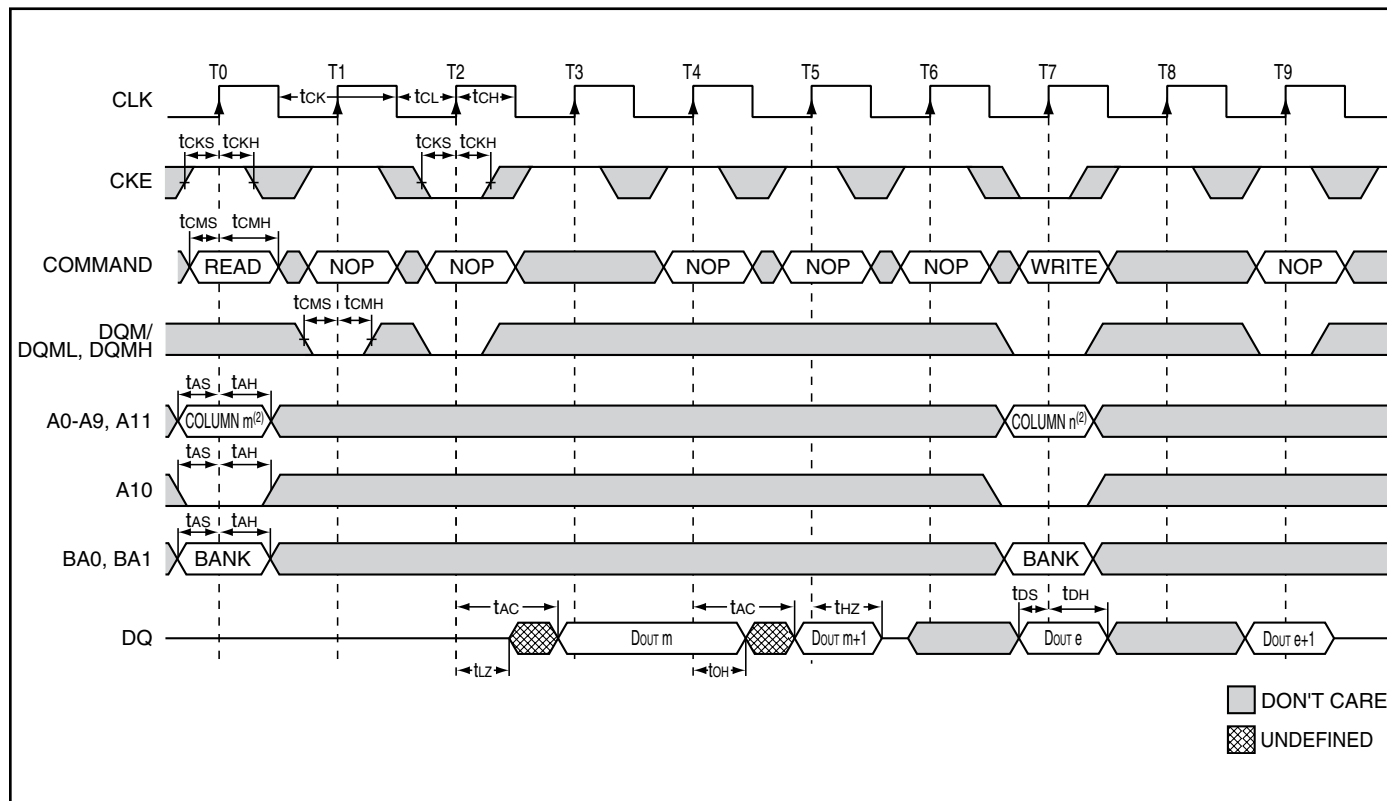 T0 T1 T2 T3 T4 T5 T6 T7 T8 T9
CLK tCK tCL tCH
tCKS tCKH tCKS tCKH
CKE
tCMS tCMH
COMMAND READ NOP NOP NOP NOP NOP WRITE NOP
tCMS tCMH
DQM/
DQML, DQMH
tAS tAH
A0-A9, A11 COLUMN m(2) COLUMN n(2)
tAS tAH
A10
tAS tAH
BA0, BA1 BANK BANK
tAC tAC tHZ tDS tDH
DQ DOUT m DOUT m+1 DOUT e DOUT e+1
tLZ tOH
DON'T CARE
UNDEFINED